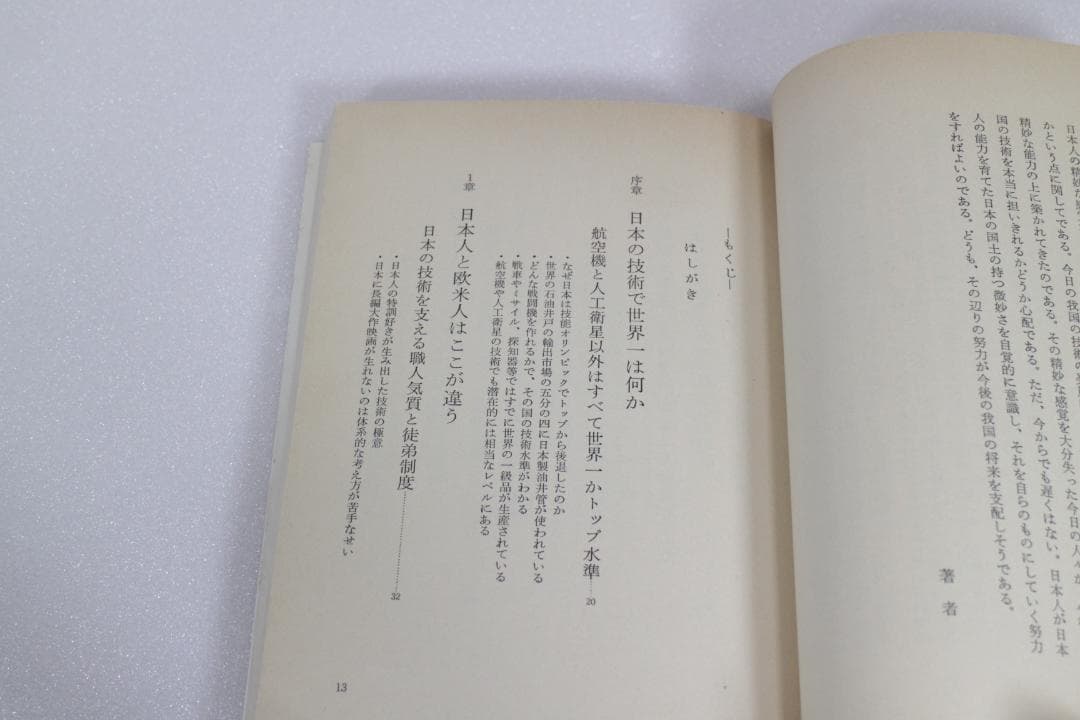 日本人の精妙な感
かという点に関してである。今日の我国の技術の
精妙な能力の上に築かれてきたのである。その精妙な感覚を大分失った今日の人々が
国の技術を本当に担いきれるかどうか心配である。ただ、今からでも遅くはない。日本人が日本
人の能力を育てた日本の国土の持つ微妙さを自覚的に意識し、それを自らのものにしていく努力
をすればよいのである。どうも、その辺りの努力が今後の我国の将来を支配しそうである。
著者
―もくじ―
はしがき
序章 日本の技術で世界一は何か
航空機と人工衛星以外はすべて世界一かトップ水準……20
・なぜ日本は技能オリンピックでトップから後退したのか
・世界の石油井戸の輸出市場の五分の四に日本製油井管が使われている
・どんな戦闘機を作れるかで、その国の技術水準がわかる
・戦車やミサイル、探知器等ではすでに世界の一級品が生産されている
・航空機や人工衛星の技術でも潜在的には相当なレベルにある
1章 日本人と欧米人はここが違う
日本の技術を支える職人気質と徒弟制度……32
・日本人の特訓好きが生み出した技術の極意
・日本に長編大作映画が生れないのは体系的な考え方が苦手なせい
13